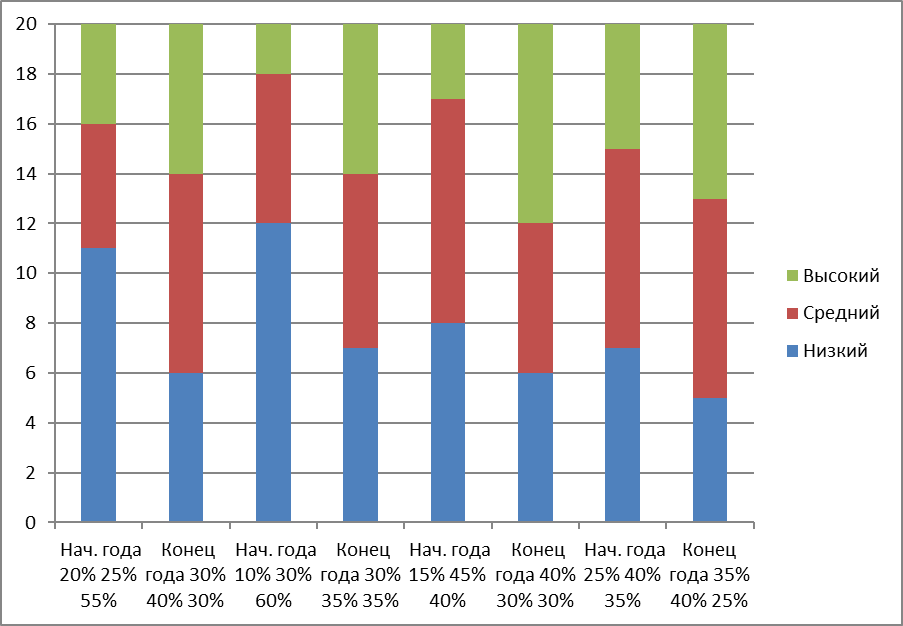 20
18
16
14
12
10
8
6
4
2
0
Высокий
Средний
Низкий
Нач. года
20% 25%
55%
Конец
года 30%
40% 30%
Нач. года
10% 30%
60%
Конец
года 30%
35% 35%
Нач. года
15% 45%
40%
Конец
года 40%
30% 30%
Нач. года
25% 40%
35%
Конец
года 35%
40% 25%